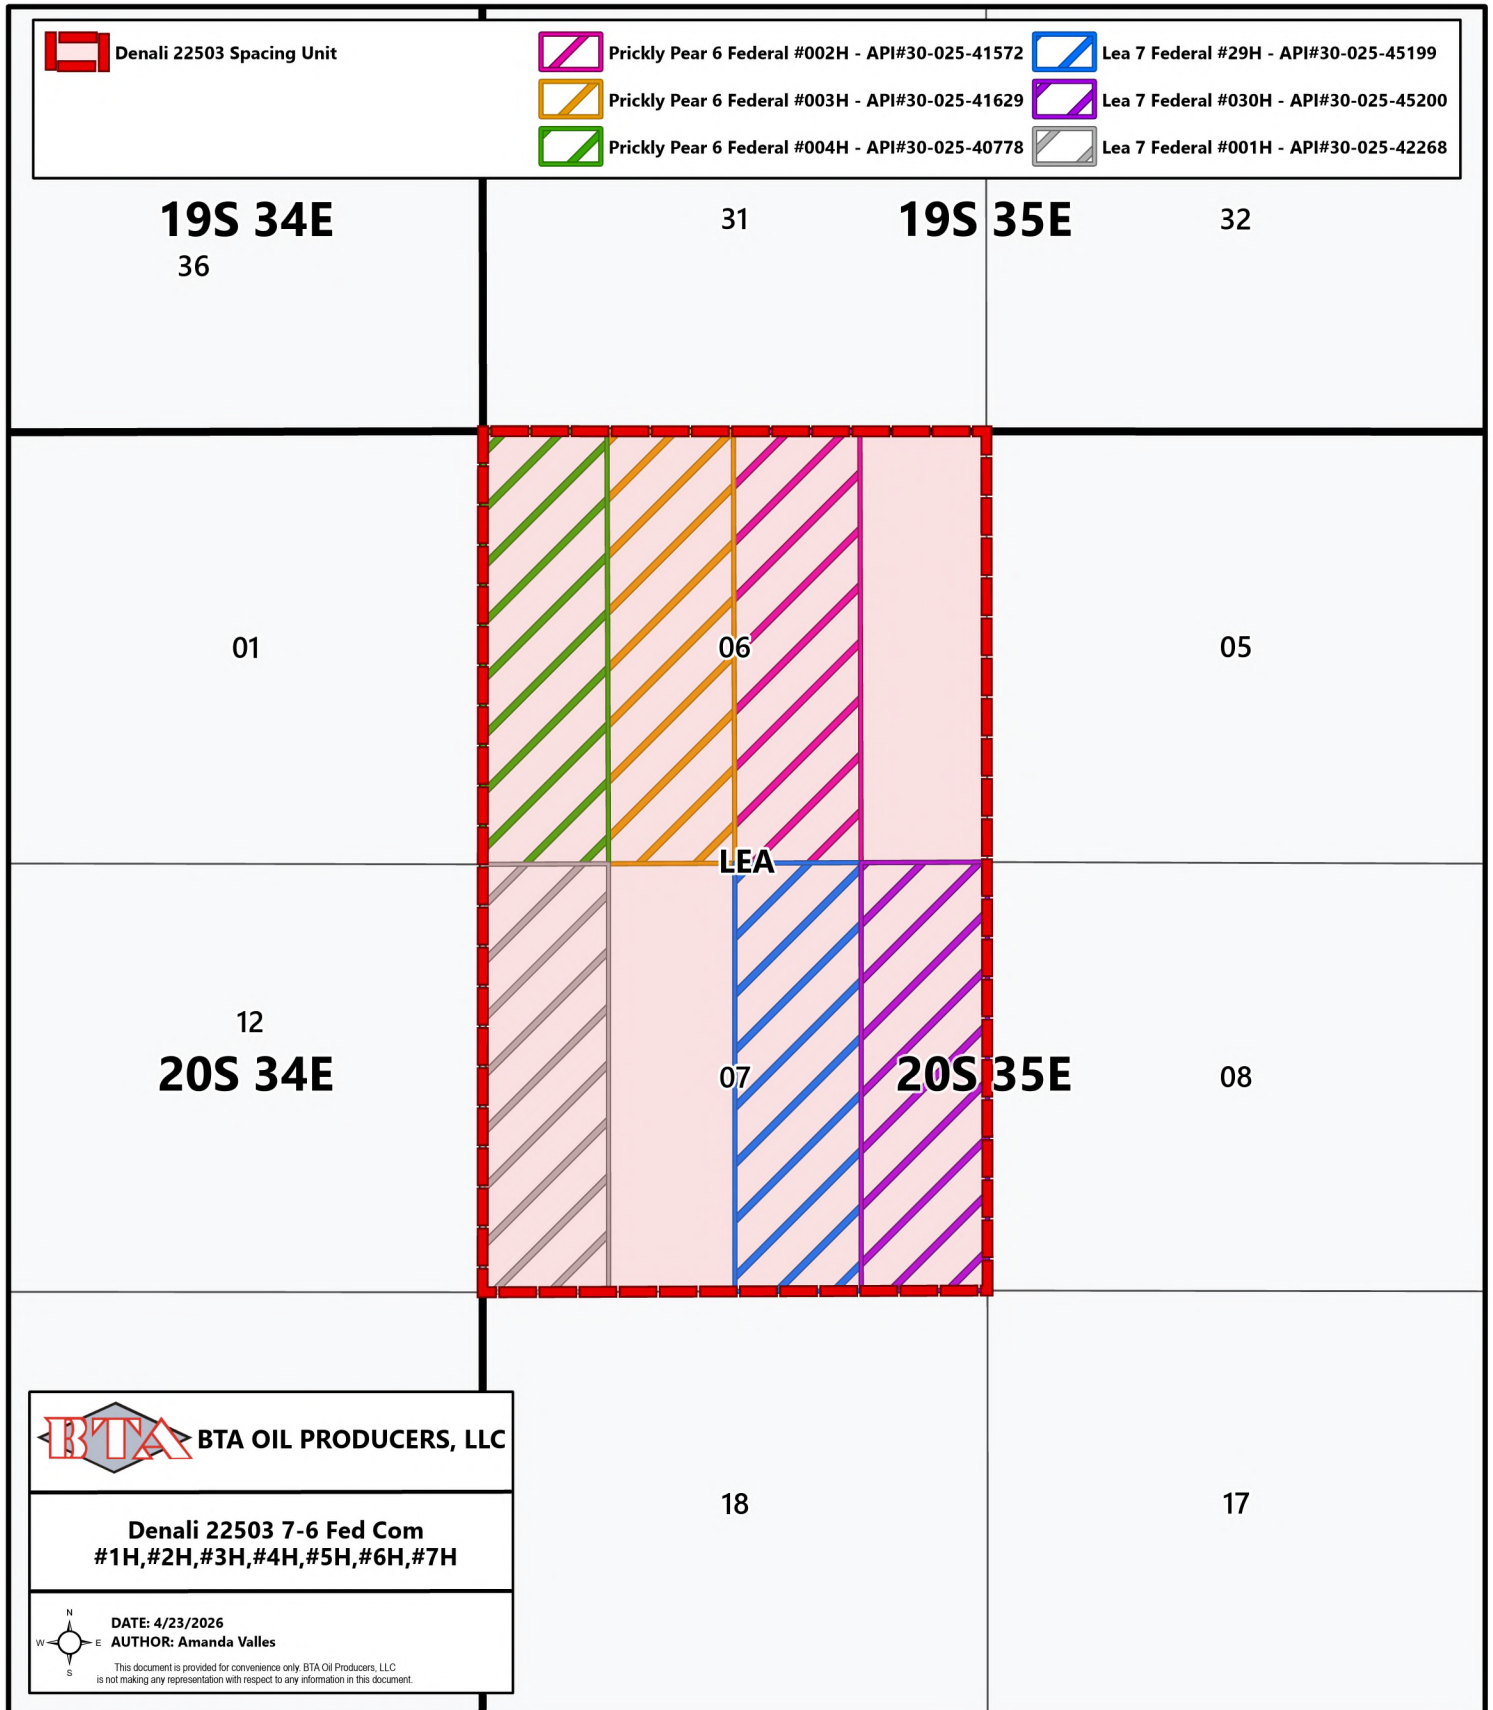 Denali 22503 Spacing Unit
Prickly Pear 6 Federal #002H - API#30-025-41572
Lea 7 Federal #29H - API#30-025-45199
Prickly Pear 6 Federal #003H - API#30-025-41629
Lea 7 Federal #030H - API#30-025-45200
Prickly Pear 6 Federal #004H - API#30-025-40778
Lea 7 Federal #001H - API#30-025-42268
19S 34E
31
19S 35E
32
36
01
06
05
LEA
12
20S 34E
07
20S 35E
08
BTA
BTA OIL PRODUCERS, LLC
Denali 22503 7-6 Fed Com
#1H,#2H,#3H,#4H,#5H,#6H,#7H
18
17
N
W
E
S
DATE: 4/23/2026
AUTHOR: Amanda Valles
This document is provided for convenience only. BTA Oil Producers, LLC
is not making any representation with respect to any information in this document.